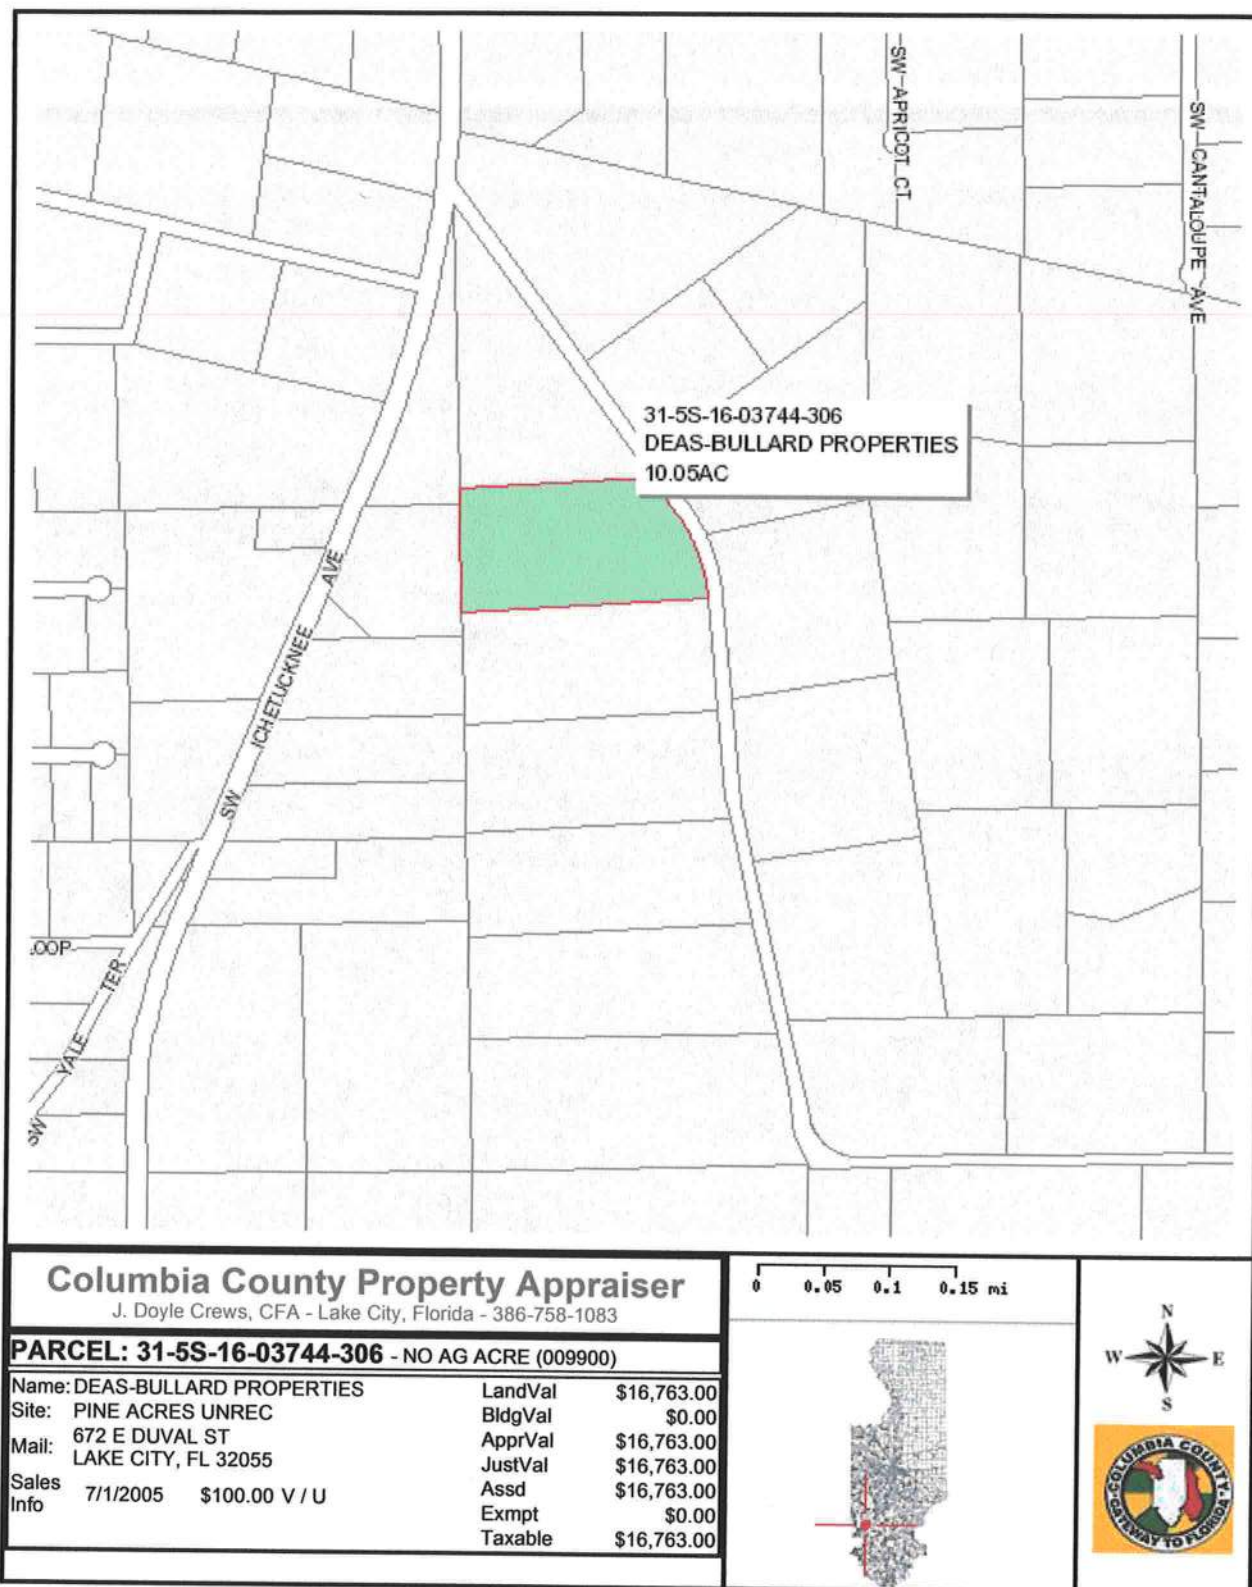 SW APRICOT CT
SW CANTALOUPE AVE
31-5S-16-03744-306
DEAS-BULLARD PROPERTIES
10.05AC
SW ICHETUCKNEE AVE
OOP
SW YALE TER
Columbia County Property Appraiser
J. Doyle Crews, CFA - Lake City, Florida - 386-758-1083
PARCEL: 31-5S-16-03744-306 - NO AG ACRE (009900)
Name: DEAS-BULLARD PROPERTIES
Site: PINE ACRES UNREC
Mail: 672 E DUVAL ST
LAKE CITY, FL 32055
Sales Info 7/1/2005 $100.00 V / U
LandVal $16,763.00
BldgVal $0.00
ApprVal $16,763.00
JustVal $16,763.00
Assd $16,763.00
Exmpt $0.00
Taxable $16,763.00
0 0.05 0.1 0.15 mi
N
W E
S
COLUMBIA COUNTY
GATEWAY TO FLORIDA